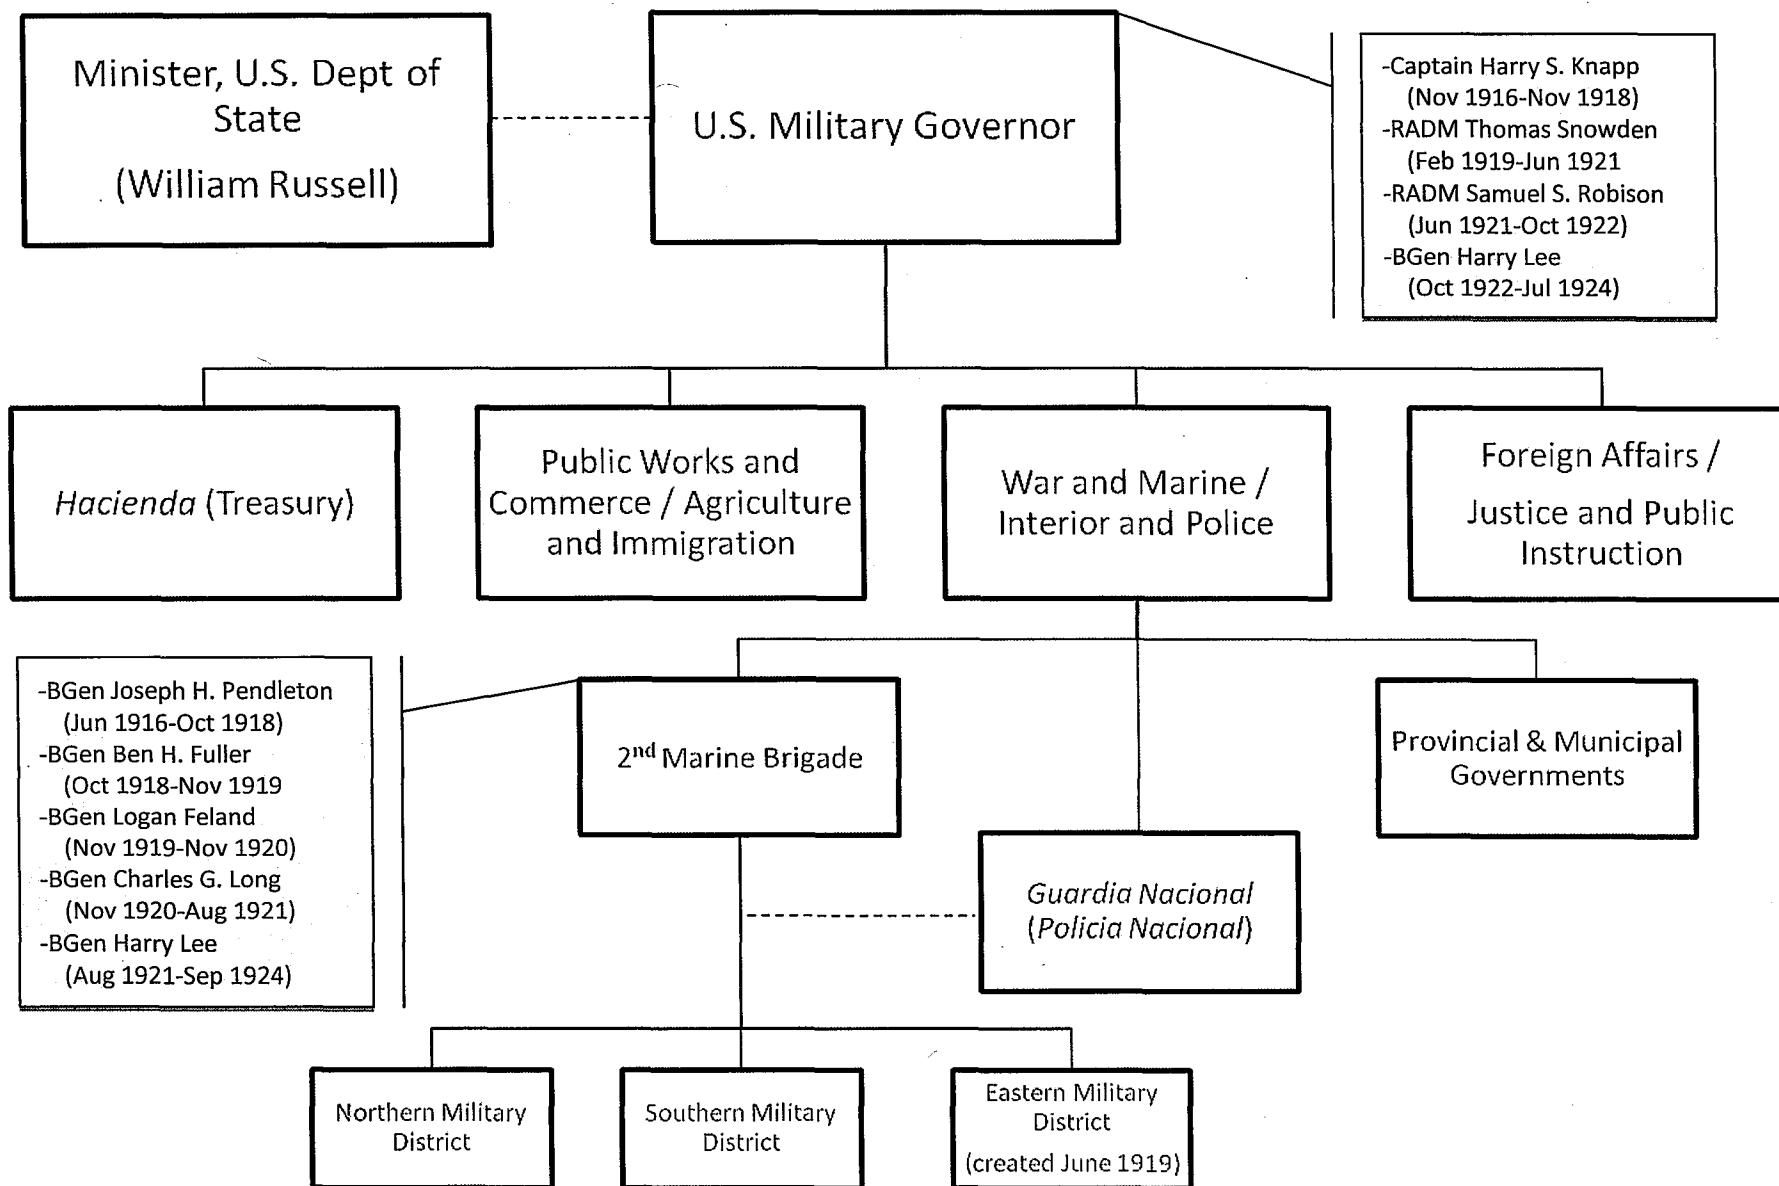 Minister, U.S. Dept of
State
(William Russell)
U.S. Military Governor
-Captain Harry S. Knapp
(Nov 1916-Nov 1918)
-RADM Thomas Snowden
(Feb 1919-Jun 1921
-RADM Samuel S. Robison
(Jun 1921-Oct 1922)
-BGen Harry Lee
(Oct 1922-Jul 1924)
Hacienda (Treasury)
Public Works and
Commerce / Agriculture
and Immigration
War and Marine /
Interior and Police
Foreign Affairs /
Justice and Public
Instruction
-BGen Joseph H. Pendleton
(Jun 1916-Oct 1918)
-BGen Ben H. Fuller
(Oct 1918-Nov 1919
-BGen Logan Feland
(Nov 1919-Nov 1920)
-BGen Charles G. Long
(Nov 1920-Aug 1921)
-BGen Harry Lee
(Aug 1921-Sep 1924)
2nd Marine Brigade
Provincial & Municipal
Governments
Guardia Nacional
(Policia Nacional)
Northern Military
District
Southern Military
District
Eastern Military
District
(created June 1919)